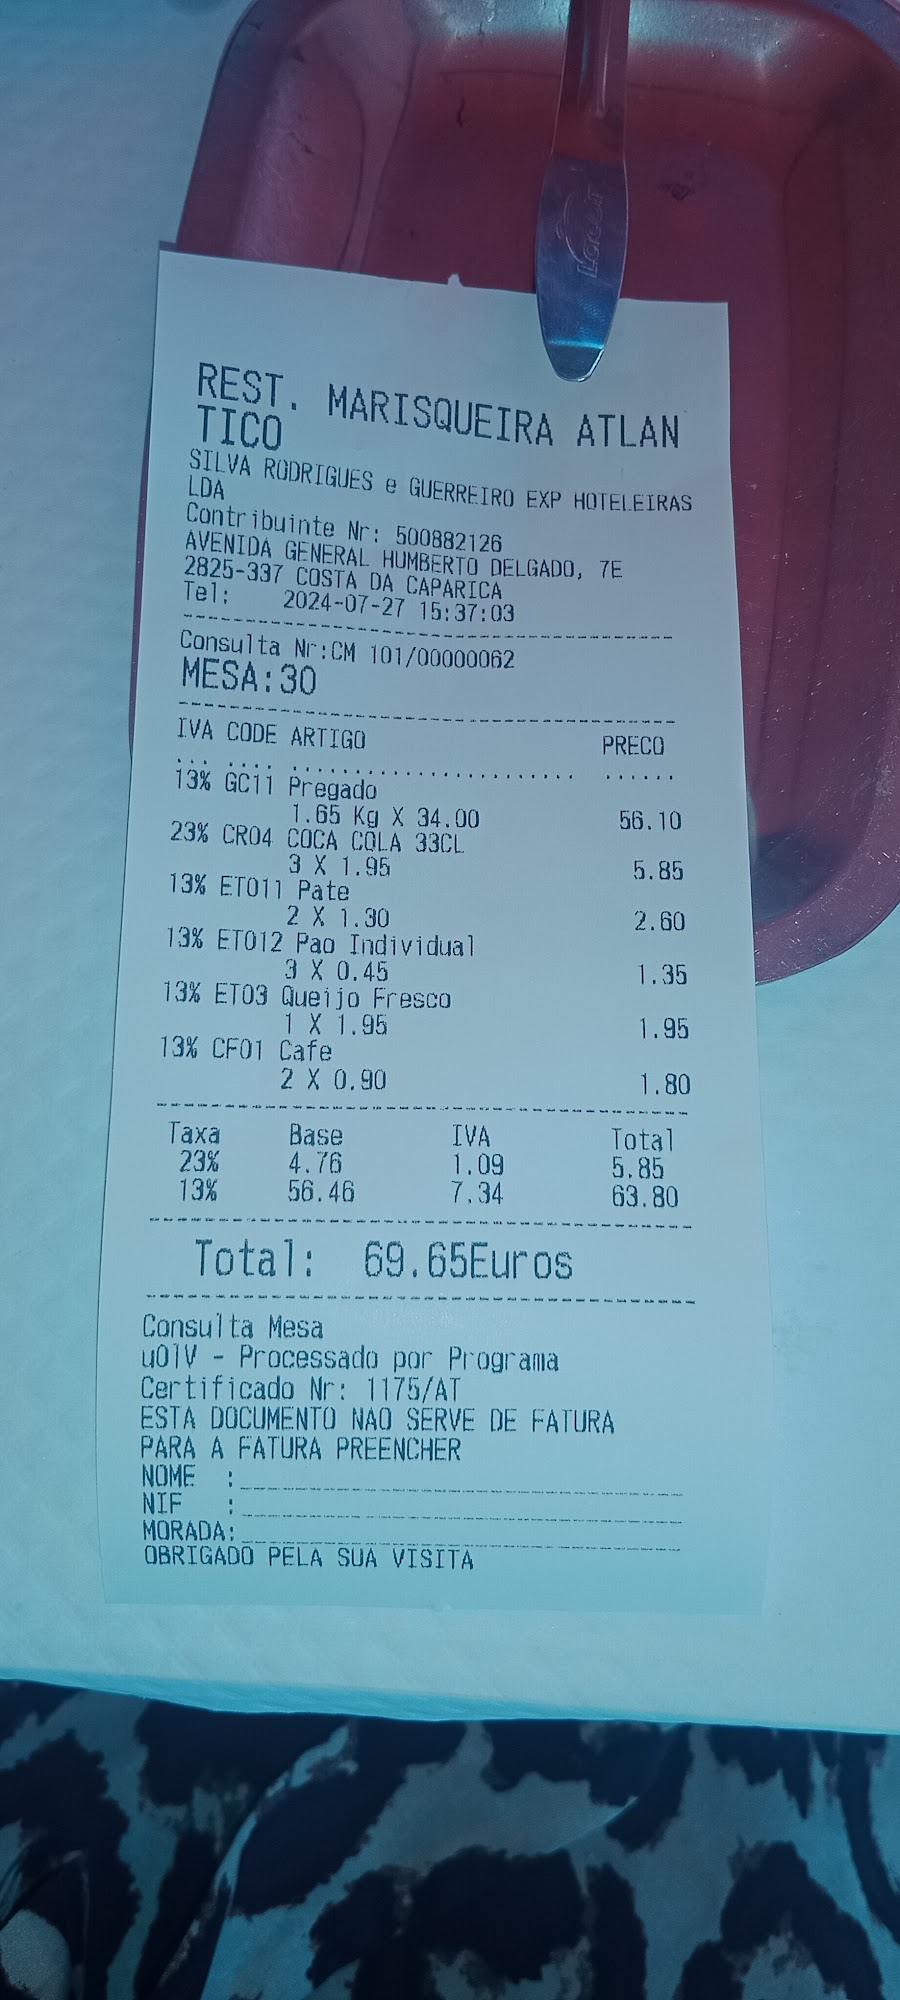 REST. MARISQUEIRA ATLAN
TICO
SILVA RODRIGUES e GUERREIRO EXP HOTELEIRAS
LDA
Contribuinte Nr: 500882126
AVENIDA GENERAL HUMBERTO DELGADO, 7E
2825-337 COSTA DA CAPARICA
Tel: 2024-07-27 15:37:03
Consulta Nr:CM 101/00000062
MESA:30
IVA CODE ARTIGO PRECO
13% GC11 Pregado
1.65 Kg X 34.00 56.10
23% CR04 COCA COLA 33CL
3 X 1.95 5.85
13% ET011 Pate
2 X 1.30 2.60
13% ET012 Pao Individual
3 X 0.45 1.35
13% ET03 Queijo Fresco
1 X 1.95 1.95
13% CF01 Cafe
2 X 0.90 1.80
Taxa Base IVA Total
23% 4.76 1.09 5.85
13% 56.46 7.34 63.80
Total: 69.65Euros
Consulta Mesa
uOlV - Processado por Programa
Certificado Nr: 1175/AT
ESTA DOCUMENTO NAO SERVE DE FATURA
PARA A FATURA PREENCHER
NOME :
NIF :
MORADA:
OBRIGADO PELA SUA VISITA